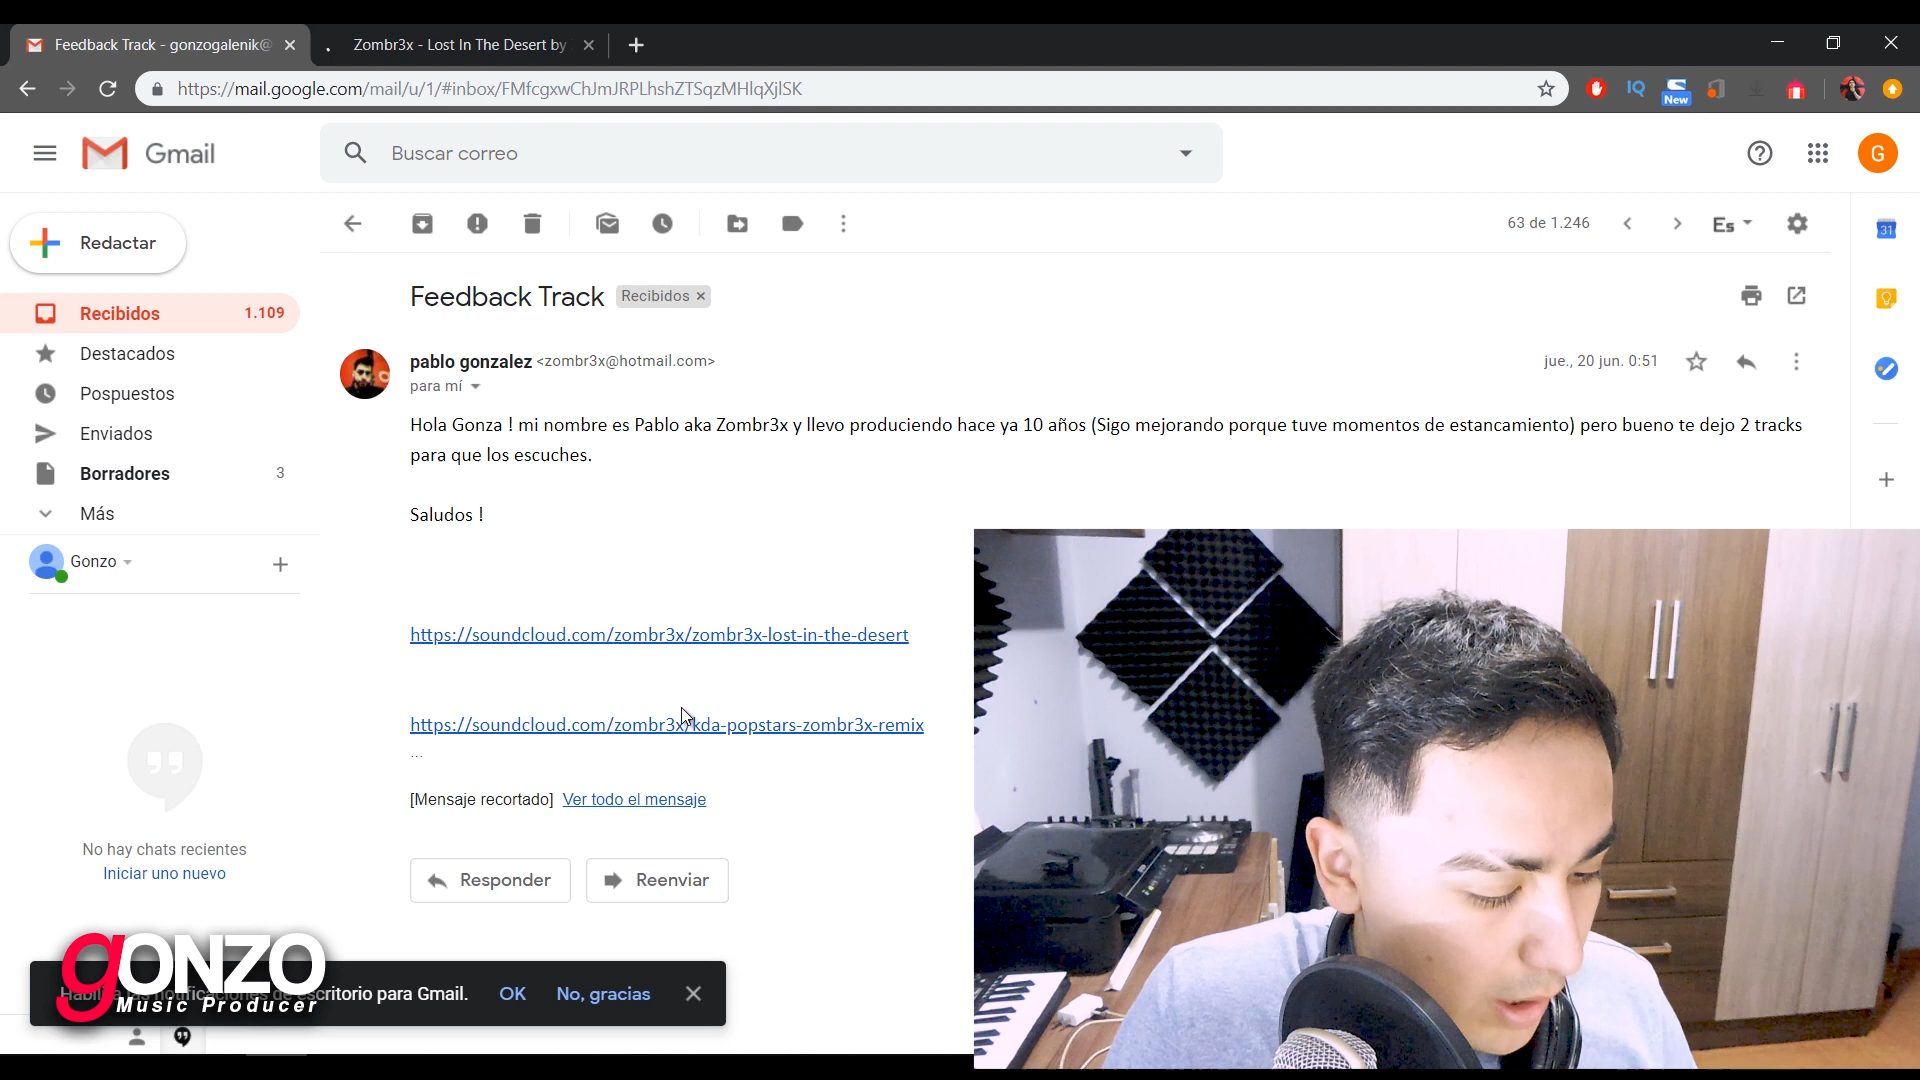 Feedback Track - gonzogalenik@
Zombr3x - Lost In The Desert by
https://mail.google.com/mail/u/1/#inbox/FMfcgxwChJmJRPLhshZTSqzMHlqXjlSK
IQ
New
Gmail
Buscar correo
G
63 de 1.246
Es
31
Redactar
Recibidos 1.109
Destacados
Pospuestos
Enviados
Borradores 3
Más
Gonzo
No hay chats recientes
Iniciar uno nuevo
Feedback Track Recibidos
pablo gonzalez <zombr3x@hotmail.com>
jue., 20 jun. 0:51
para mí
Hola Gonza ! mi nombre es Pablo aka Zombr3x y llevo produciendo hace ya 10 años (Sigo mejorando porque tuve momentos de estancamiento) pero bueno te dejo 2 tracks
para que los escuches.
Saludos !
https://soundcloud.com/zombr3x/zombr3x-lost-in-the-desert
https://soundcloud.com/zombr3x/kda-popstars-zombr3x-remix
...
[Mensaje recortado] Ver todo el mensaje
Responder Reenviar
gONZO
Music Producer
notificaciones de escritorio para Gmail. OK No, gracias